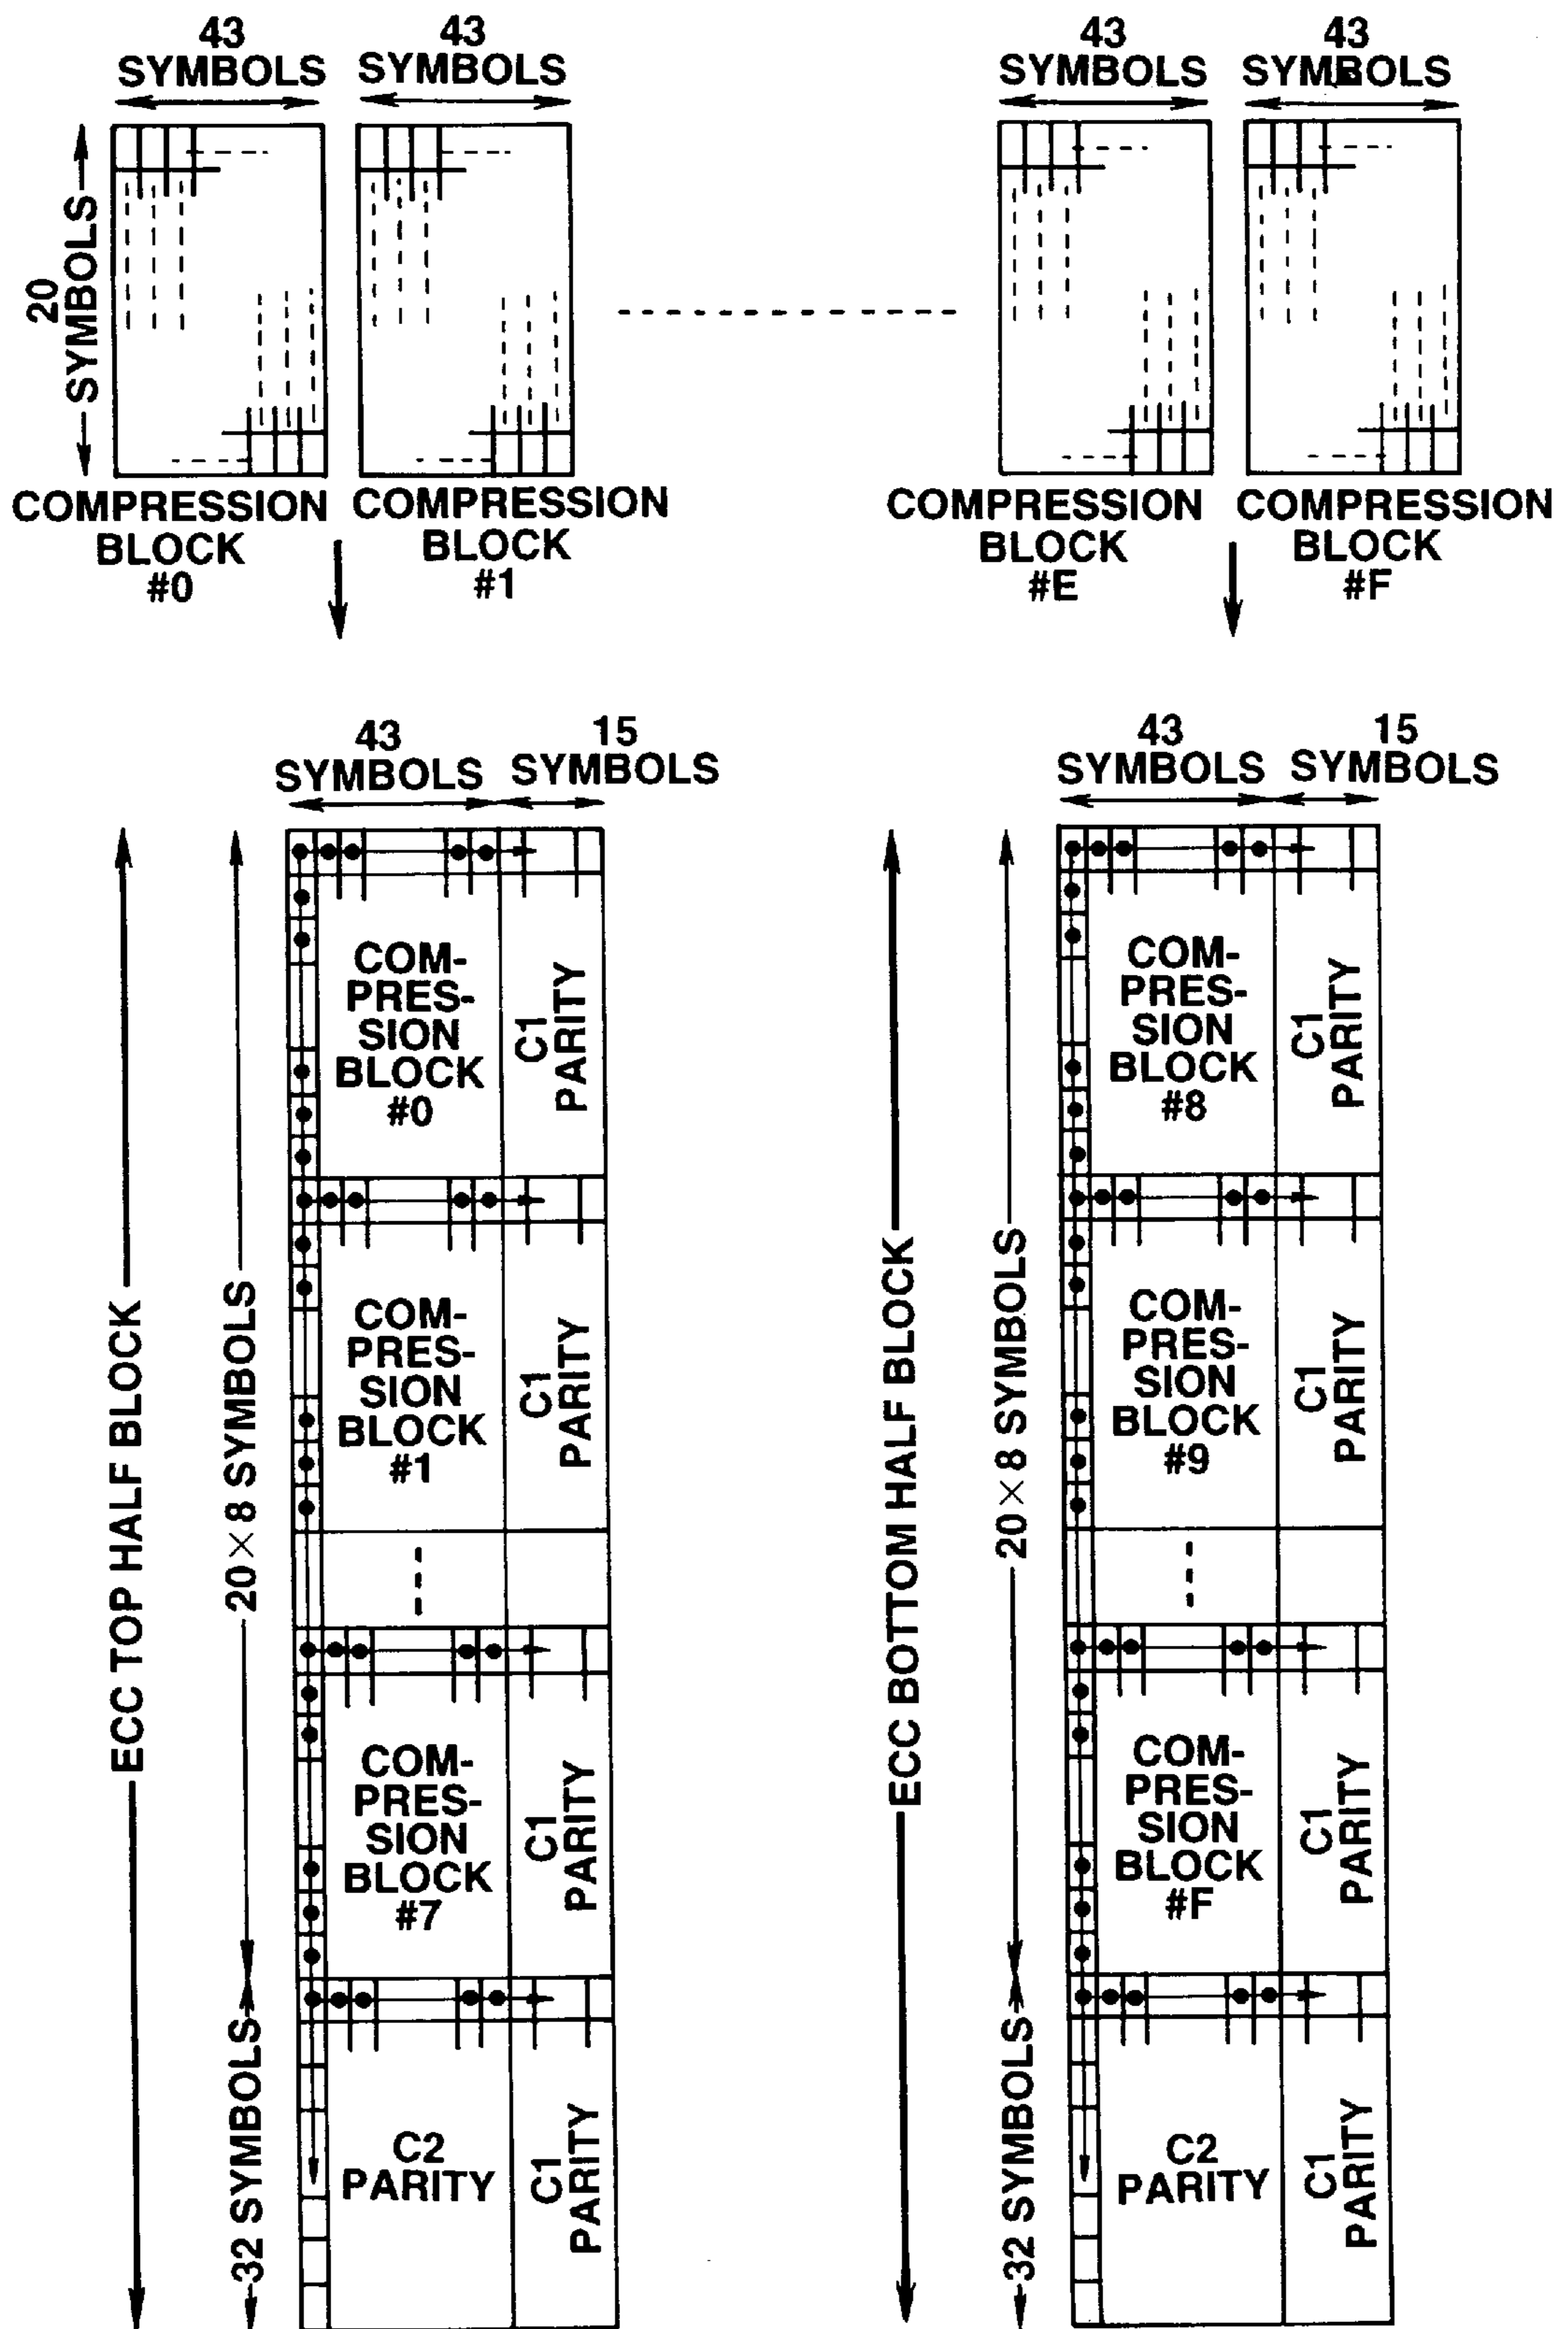 43
SYMBOLS
43
SYMBOLS
43
SYMBOLS
43
SYMBOLS
20
SYMBOLS
COMPRESSION
BLOCK
#0
COMPRESSION
BLOCK
#1
COMPRESSION
BLOCK
#E
COMPRESSION
BLOCK
#F
43
SYMBOLS
15
SYMBOLS
ECC TOP HALF BLOCK
20×8 SYMBOLS
32 SYMBOLS
COM-
PRES-
SION
BLOCK
#0
C1
PARITY
COM-
PRES-
SION
BLOCK
#1
C1
PARITY
COM-
PRES-
SION
BLOCK
#7
C1
PARITY
C2
PARITY
C1
PARITY
43
SYMBOLS
15
SYMBOLS
ECC BOTTOM HALF BLOCK
20×8 SYMBOLS
32 SYMBOLS
COM-
PRES-
SION
BLOCK
#8
C1
PARITY
COM-
PRES-
SION
BLOCK
#9
C1
PARITY
COM-
PRES-
SION
BLOCK
#F
C1
PARITY
C2
PARITY
C1
PARITY